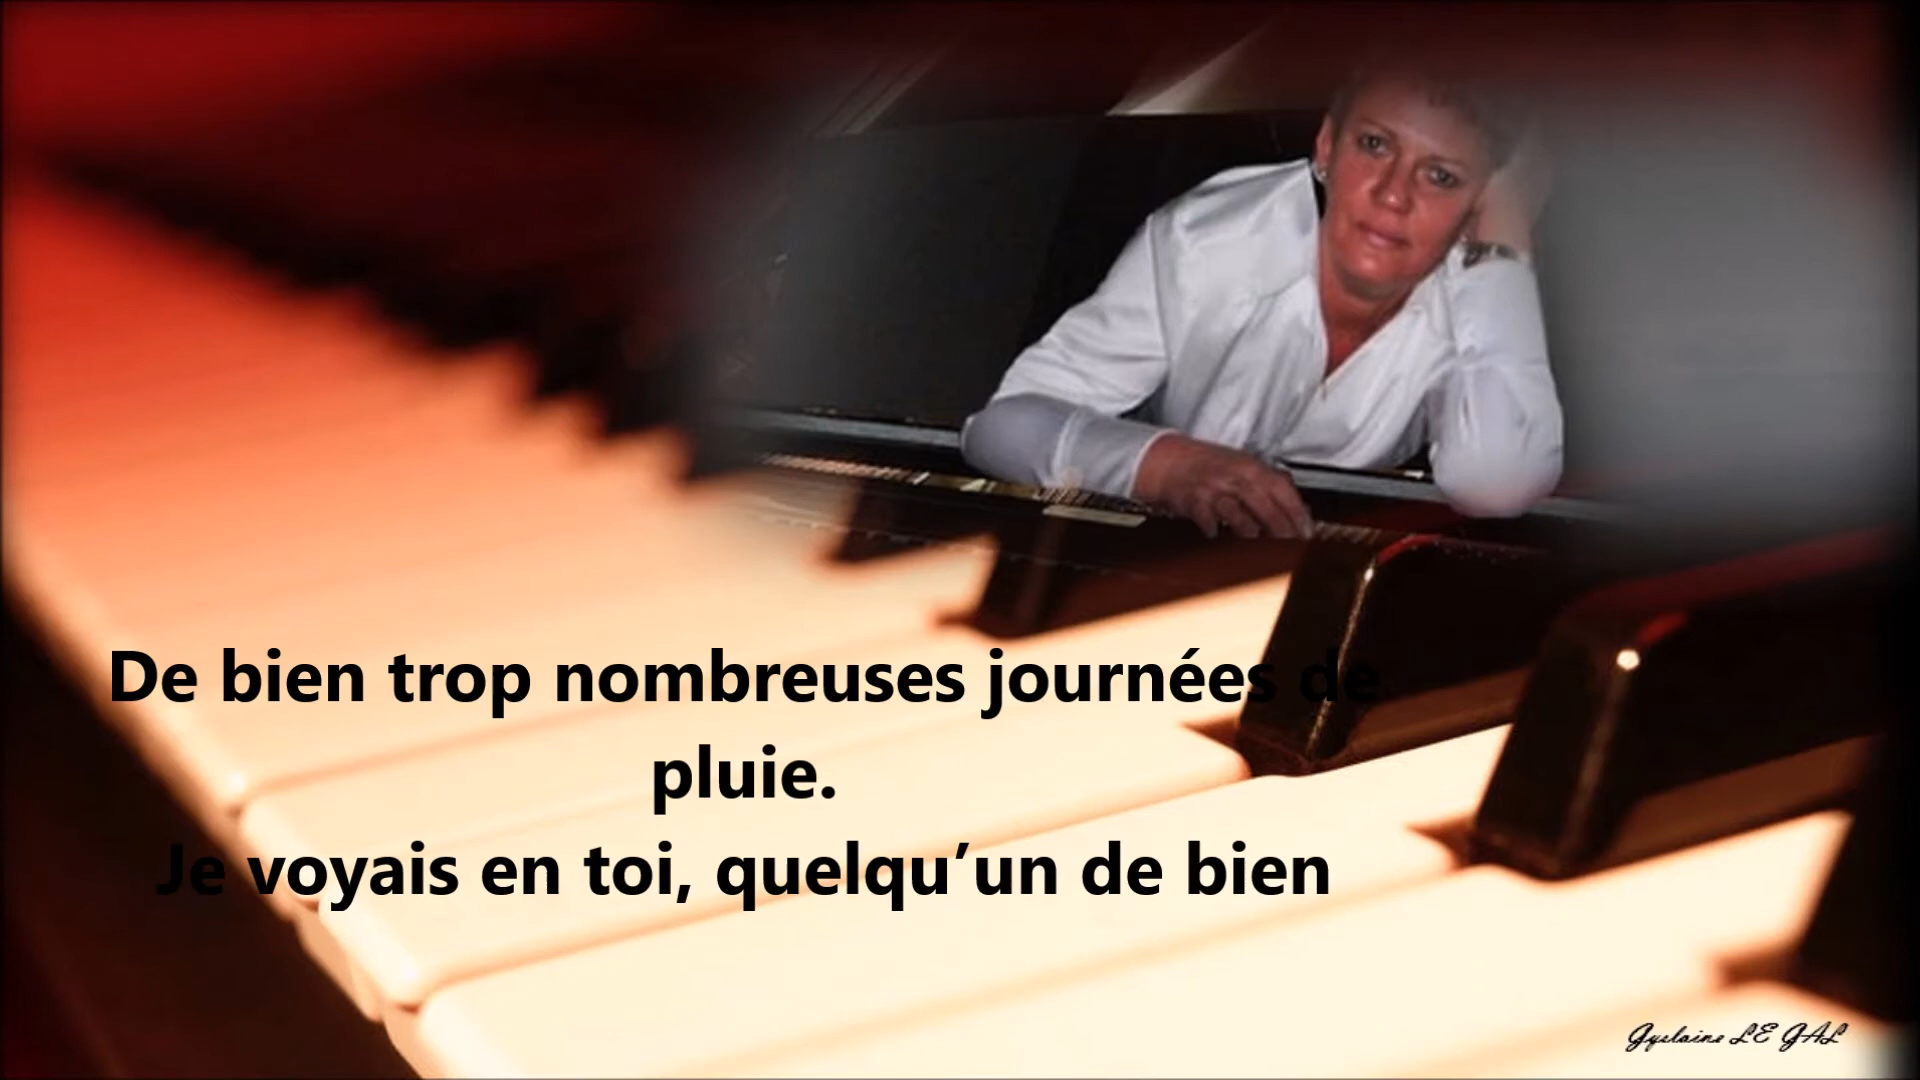 De bien trop nombreuses journées de
pluie.
Je voyais en toi, quelqu’un de bien
Gyslaine LE GAL